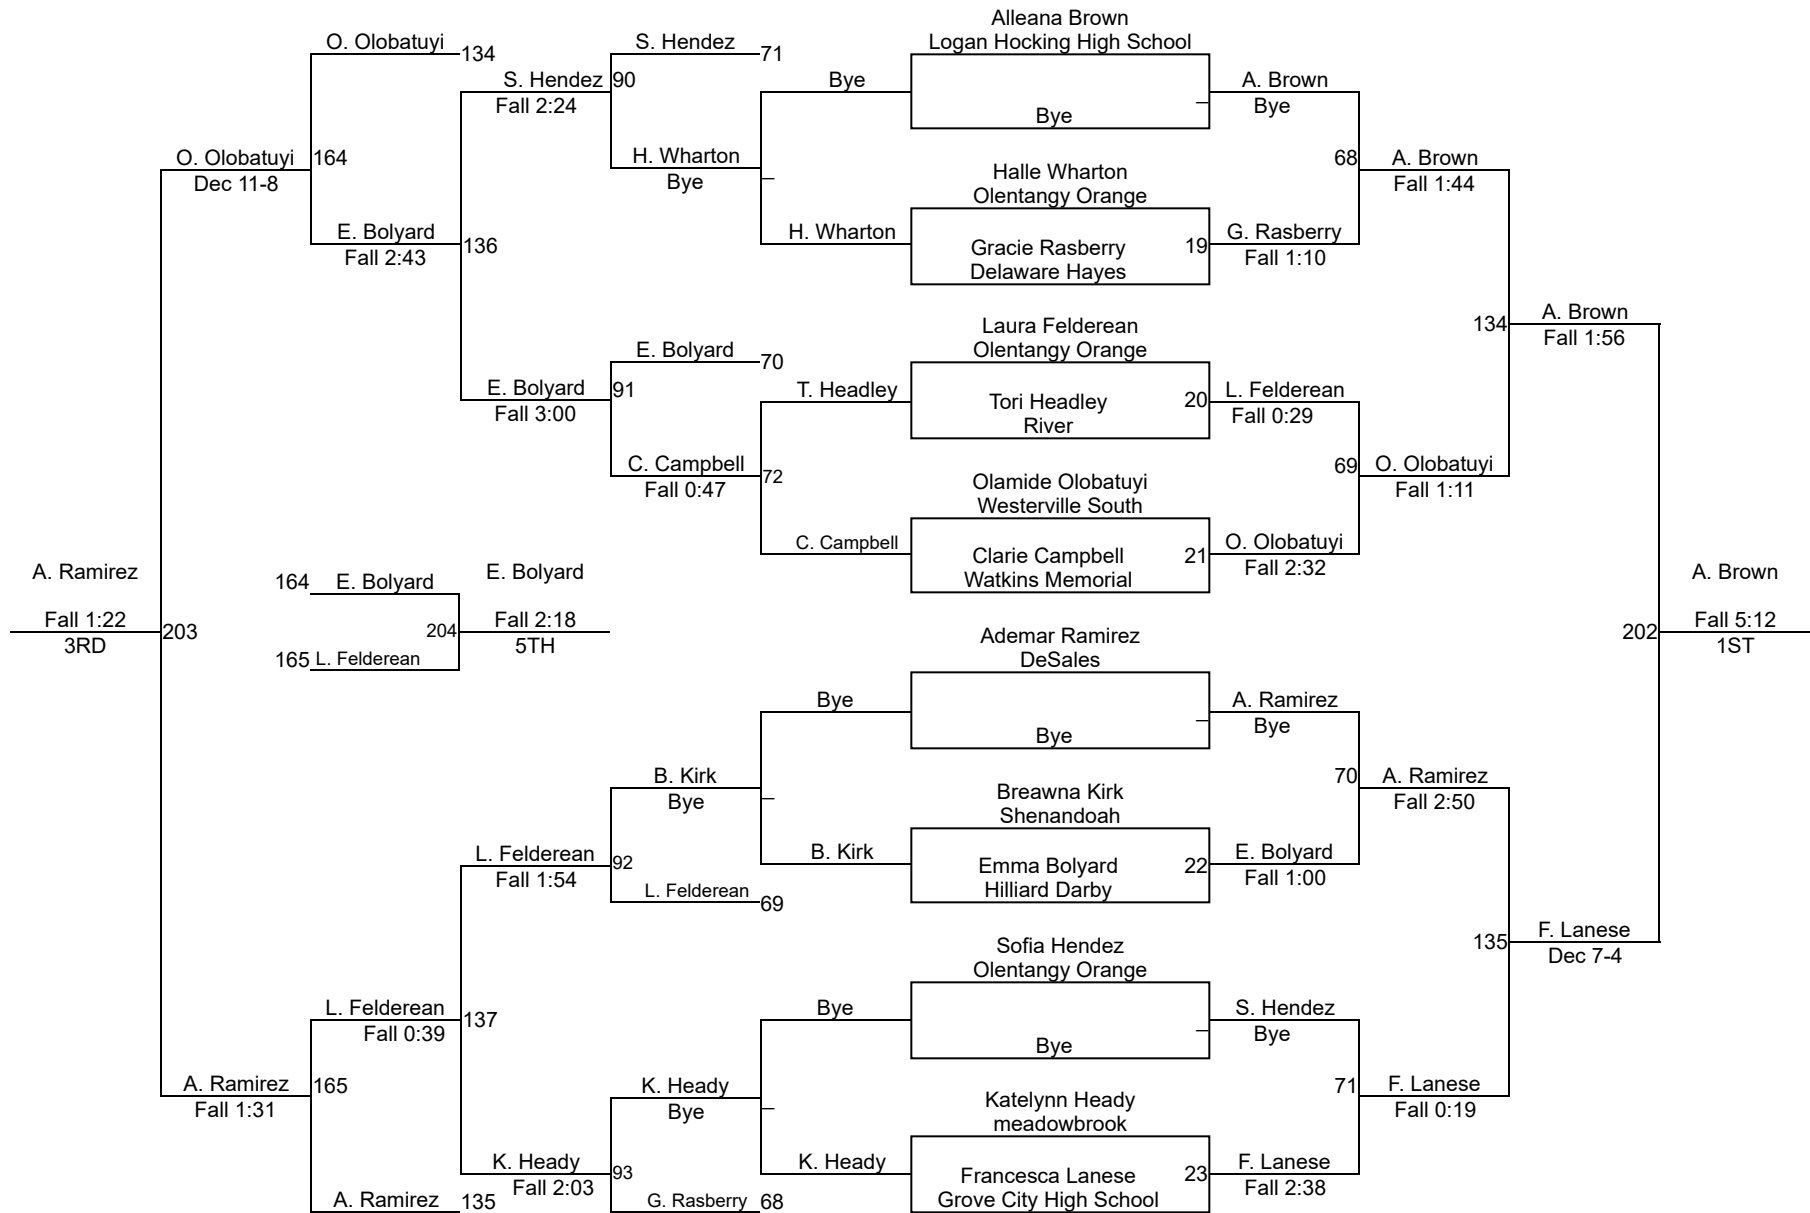 Alleana Brown
Logan Hocking High School
Bye
Halle Wharton
Olentangy Orange
Gracie Rasberry
Delaware Hayes
19
Laura Felderean
Olentangy Orange
Tori Headley
River
20
Olamide Olobatuyi
Westerville South
Clarie Campbell
Watkins Memorial
21
Ademar Ramirez
DeSales
Bye
Breawna Kirk
Shenandoah
Emma Bolyard
Hilliard Darby
22
Sofia Hendez
Olentangy Orange
Bye
Katelynn Heady
meadowbrook
Francesca Lanese
Grove City High School
23
A. Brown
Bye
68
G. Rasberry
Fall 1:10
L. Felderean
Fall 0:29
69
O. Olobatuyi
Fall 2:32
A. Ramirez
Bye
70
E. Bolyard
Fall 1:00
S. Hendez
Bye
71
F. Lanese
Fall 2:38
A. Brown
Fall 1:44
134
O. Olobatuyi
Fall 1:11
A. Ramirez
Fall 2:50
135
F. Lanese
Fall 0:19
A. Brown
Fall 1:56
202
F. Lanese
Dec 7-4
A. Brown
Fall 5:12
1ST
Bye
H. Wharton
T. Headley
C. Campbell
Bye
B. Kirk
Bye
K. Heady
S. Hendez
71
H. Wharton
Bye
E. Bolyard
70
C. Campbell
Fall 0:47
72
B. Kirk
Bye
L. Felderean
69
K. Heady
Bye
G. Rasberry
68
S. Hendez
Fall 2:24
90
E. Bolyard
Fall 3:00
91
L. Felderean
Fall 1:54
92
K. Heady
Fall 2:03
93
O. Olobatuyi
134
E. Bolyard
Fall 2:43
136
L. Felderean
Fall 0:39
137
A. Ramirez
135
O. Olobatuyi
Dec 11-8
164
A. Ramirez
Fall 1:31
165
A. Ramirez
Fall 1:22
3RD
203
164
E. Bolyard
165
L. Felderean
204
E. Bolyard
Fall 2:18
5TH